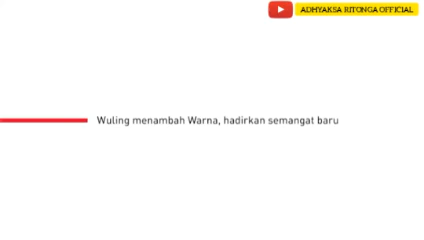 ADHYAKSA RITONGA OFFICIAL
Wuling menambah Warna, hadirkan semangat baru